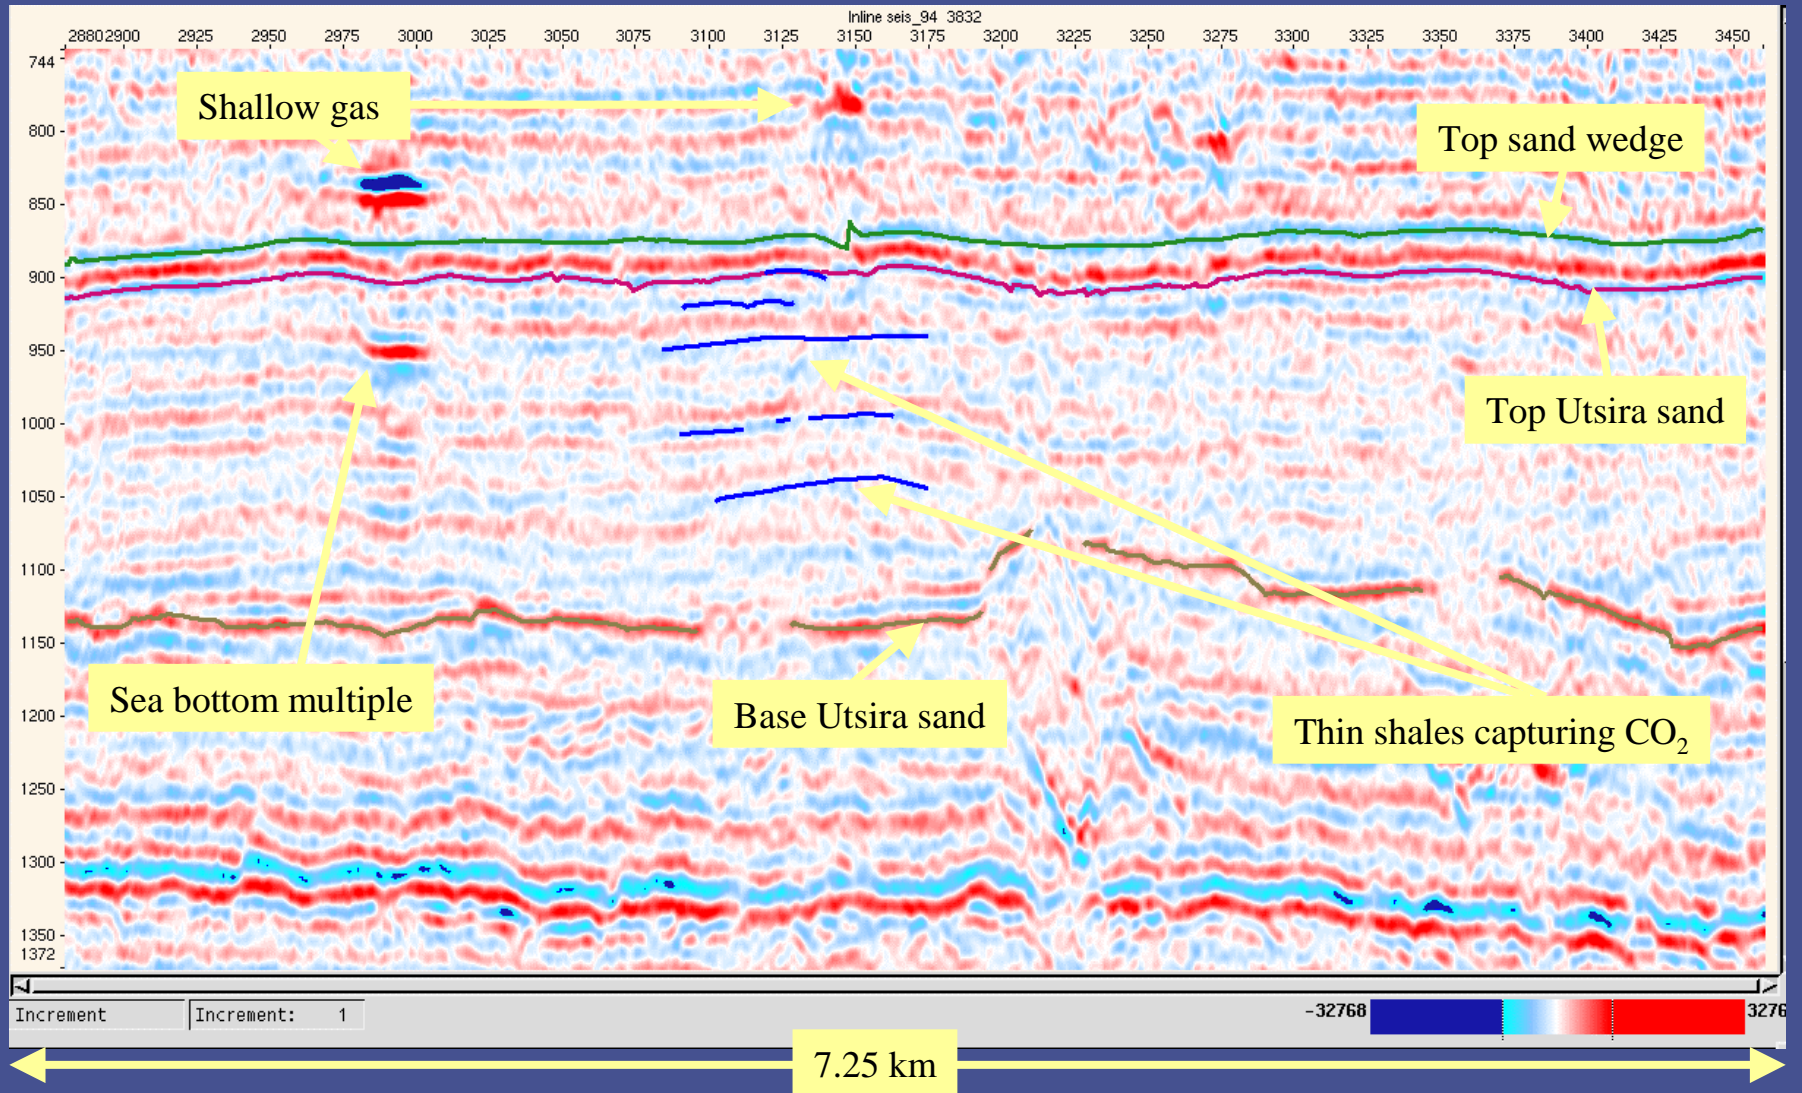 Inline seis_94 3832
2880 2900 2925 2950 2975 3000 3025 3050 3075 3100 3125 3150 3175 3200 3225 3250 3275 3300 3325 3350 3375 3400 3425 3450
744
800
850
900
950
1000
1050
1100
1150
1200
1250
1300
1350
1372
Shallow gas
Top sand wedge
Top Utsira sand
Sea bottom multiple
Base Utsira sand
Thin shales capturing CO₂
Increment
Increment: 1
-32768
3276
7.25 km